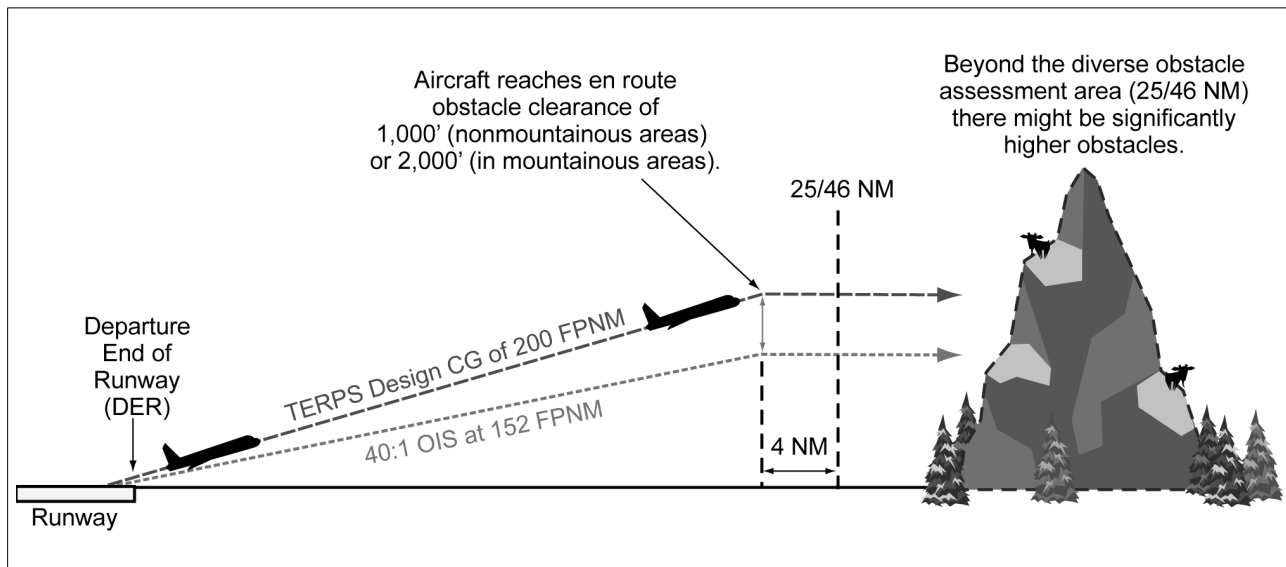 Aircraft reaches en route
obstacle clearance of
1,000’ (nonmountainous areas)
or 2,000’ (in mountainous areas).
Beyond the diverse obstacle
assessment area (25/46 NM)
there might be significantly
higher obstacles.
25/46 NM
Departure
End of
Runway
(DER)
TERPS Design CG of 200 FPNM
40:1 OIS at 152 FPNM
4 NM
Runway